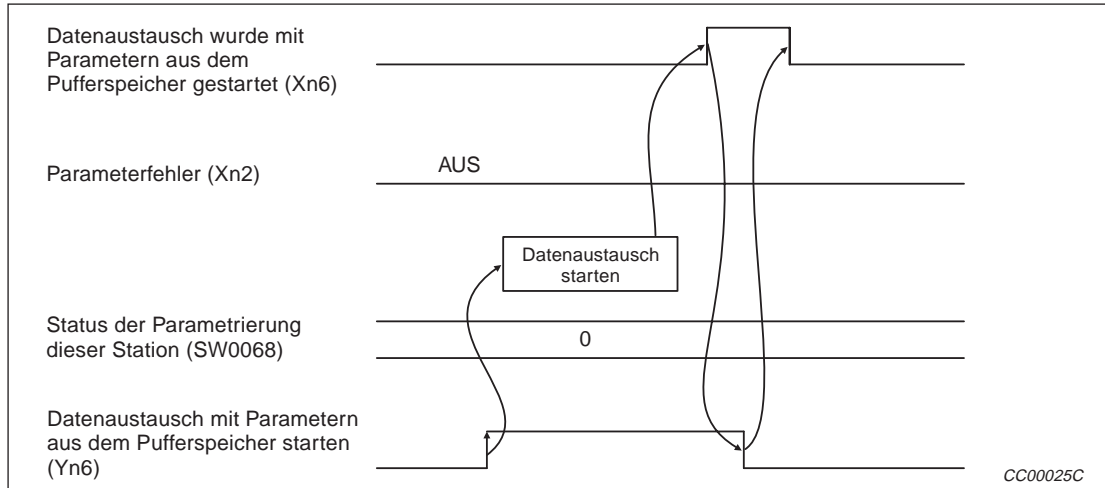 Datenaustausch wurde mit
Parametern aus dem
Pufferspeicher gestartet (Xn6)
Parameterfehler (Xn2)
AUS
Datenaustausch
starten
Status der Parametrierung
dieser Station (SW0068)
0
Datenaustausch mit Parametern
aus dem Pufferspeicher starten
(Yn6)
CC00025C